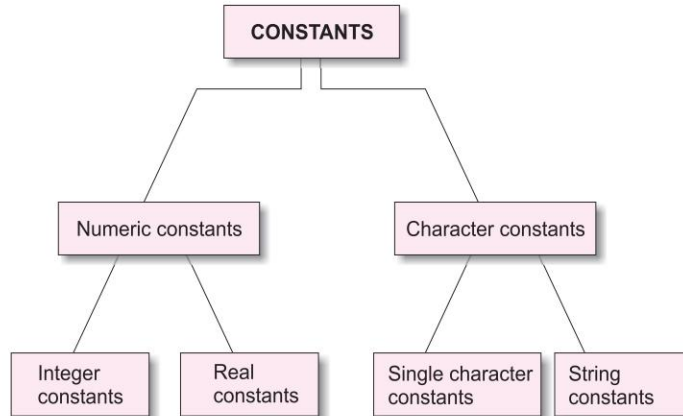 CONSTANTS
Numeric constants
Character constants
Integer
constants
Real
constants
Single character
constants
String
constants